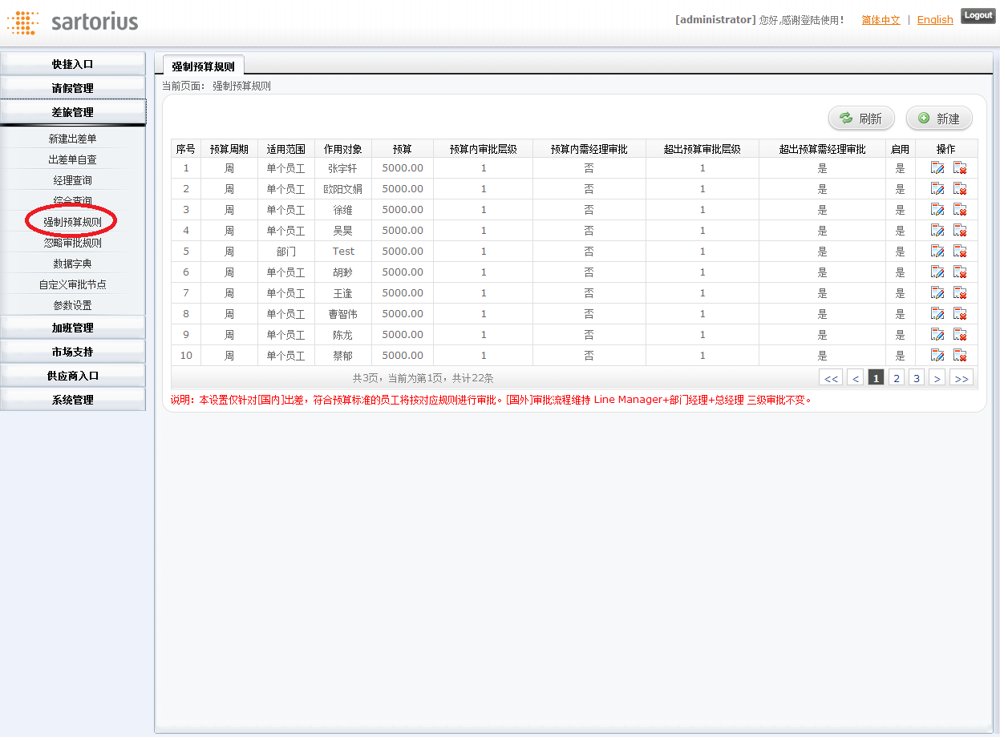 sartorius
[administrator] 您好,感谢登陆使用! 简体中文 | English Logout
快捷入口
请假管理
差旅管理
新建出差单
出差单自查
经理查询
综合查询
强制预算规则
忽略审批规则
数据字典
自定义审批节点
参数设置
加班管理
市场支持
供应商入口
系统管理
强制预算规则
当前页面: 强制预算规则
刷新 新建
序号 预算周期 适用范围 作用对象 预算 预算内审批层级 预算内需经理审批 超出预算审批层级 超出预算需经理审批 启用 操作
1 周 单个员工 张宇轩 5000.00 1 否 1 是 是
2 周 单个员工 欧阳文娟 5000.00 1 否 1 是 是
3 周 单个员工 徐维 5000.00 1 否 1 是 是
4 周 单个员工 吴昊 5000.00 1 否 1 是 是
5 周 部门 Test 5000.00 1 否 1 是 是
6 周 单个员工 胡 5000.00 1 否 1 是 是
7 周 单个员工 王逢 5000.00 1 否 1 是 是
8 周 单个员工 曹智伟 5000.00 1 否 1 是 是
9 周 单个员工 陈龙 5000.00 1 否 1 是 是
10 周 单个员工 蔡郁 5000.00 1 否 1 是 是
共3页，当前为第1页，共计22条 << < 1 2 3 > >>
说明：本设置仅针对[国内]出差，符合预算标准的员工将按对应规则进行审批。[国外]审批流程维持 Line Manager+部门经理+总经理 三级审批不变。